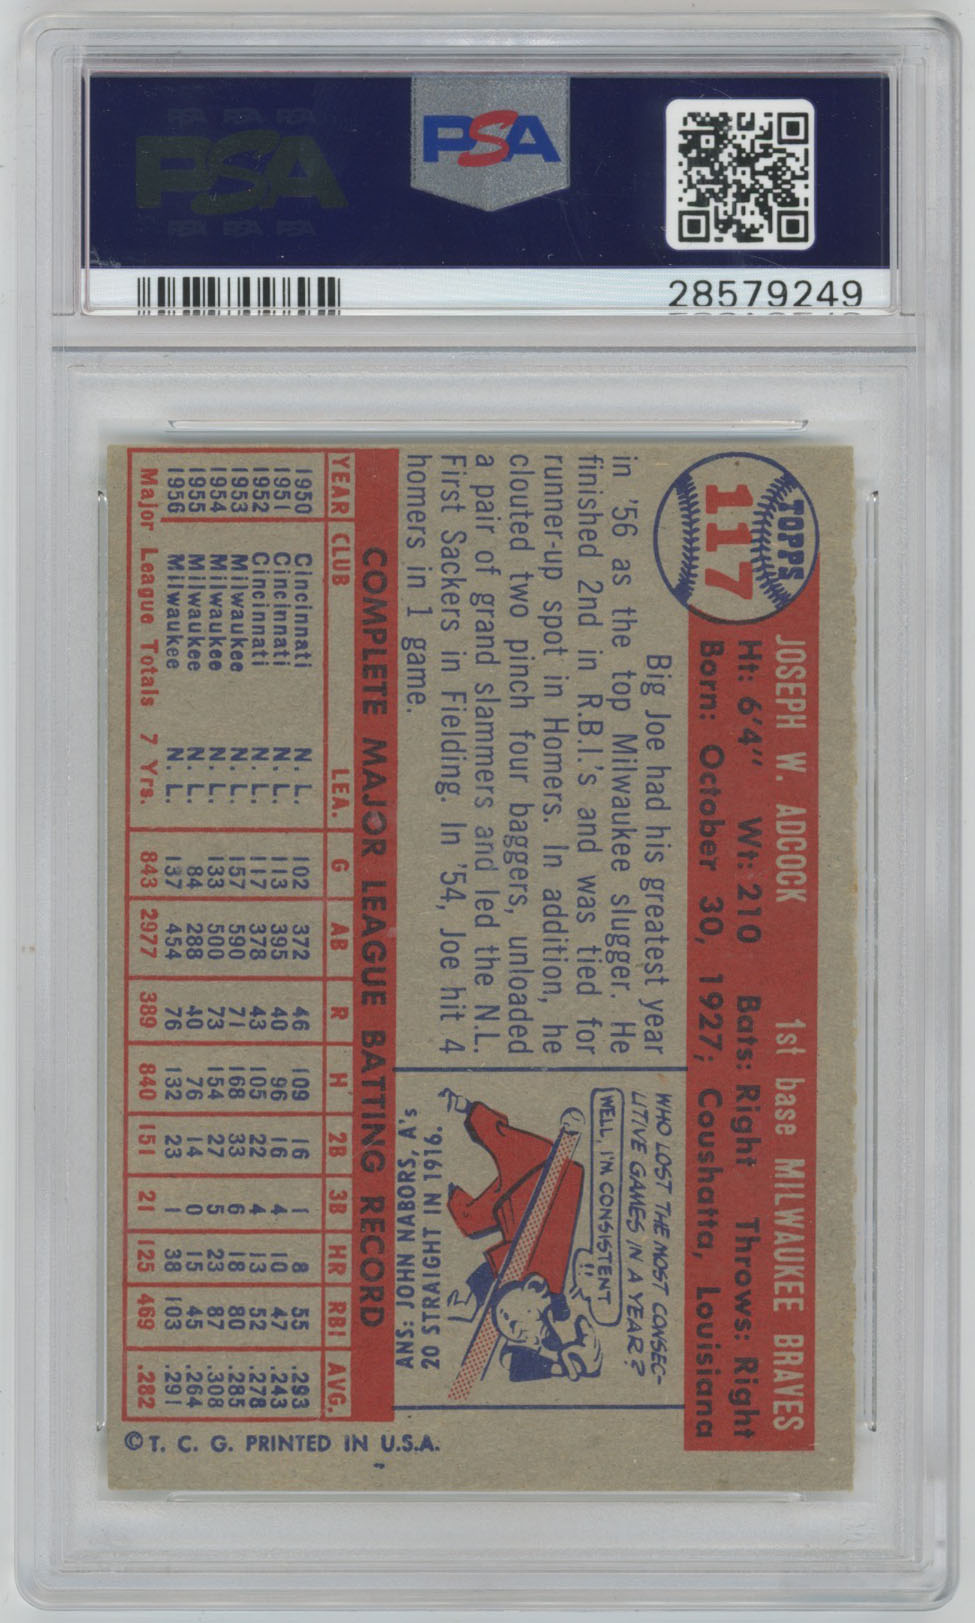 PSA PSA PSA
PSA
PSA PSA PSA
PSA
28579249
TOPPS
117
JOSEPH W. ADCOCK 1st base MILWAUKEE BRAVES
Ht: 6'4" Wt: 210 Bats: Right Throws: Right
Born: October 30, 1927; Coushatta, Louisiana
Big Joe had his greatest year
in '56 as the top Milwaukee slugger. He
finished 2nd in R.B.I.'s and was tied for
runner-up spot in Homers. In addition, he
clouted two pinch four baggers, unloaded
a pair of grand slammers and led the N.L.
First Sackers in Fielding. In '54, Joe hit 4
homers in 1 game.
WHO LOST THE MOST CONSEC-
UTIVE GAMES IN A YEAR?
WELL, I'M CONSISTENT
!!
ANS: JOHN NABORS, A's
20 STRAIGHT IN 1916.
COMPLETE MAJOR LEAGUE BATTING RECORD
YEAR CLUB LEA. G AB R H 2B 3B HR RBI AVG.
1950 Cincinnati N. L. 102 372 46 109 16 1 8 55 .293
1951 Cincinnati N. L. 113 395 40 96 16 4 10 47 .243
1952 Cincinnati N. L. 117 378 43 105 22 4 13 52 .278
1953 Milwaukee N. L. 157 590 71 168 33 6 18 80 .285
1954 Milwaukee N. L. 133 500 73 154 27 5 23 87 .308
1955 Milwaukee N. L. 84 288 40 76 14 0 15 45 .264
1956 Milwaukee N. L. 137 454 76 132 23 1 38 103 .291
Major League Totals 7 Yrs. 843 2977 389 840 151 21 125 469 .282
© T. C. G. PRINTED IN U.S.A.